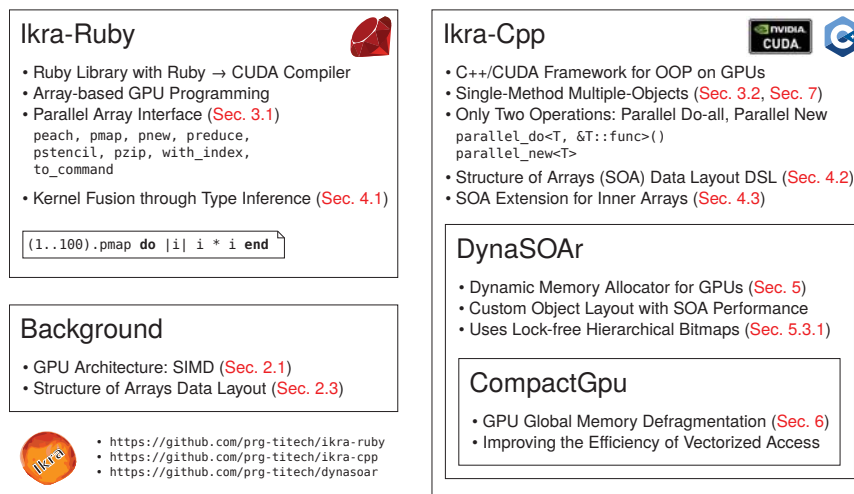 Ikra-Ruby
• Ruby Library with Ruby → CUDA Compiler
• Array-based GPU Programming
• Parallel Array Interface (Sec. 3.1)
peach, pmap, pnew, preduce,
pstencil, pzip, with_index,
to_command
• Kernel Fusion through Type Inference (Sec. 4.1)
(1..100).pmap do |i| i * i end
Background
• GPU Architecture: SIMD (Sec. 2.1)
• Structure of Arrays Data Layout (Sec. 2.3)
Ikra
• https://github.com/prg-titech/ikra-ruby
• https://github.com/prg-titech/ikra-cpp
• https://github.com/prg-titech/dynasoar
Ikra-Cpp
NVIDIA.
CUDA.
C
• C++/CUDA Framework for OOP on GPUs
• Single-Method Multiple-Objects (Sec. 3.2, Sec. 7)
• Only Two Operations: Parallel Do-all, Parallel New
parallel_do<T, &T::func>()
parallel_new<T>
• Structure of Arrays (SOA) Data Layout DSL (Sec. 4.2)
• SOA Extension for Inner Arrays (Sec. 4.3)
DynaSOAr
• Dynamic Memory Allocator for GPUs (Sec. 5)
• Custom Object Layout with SOA Performance
• Uses Lock-free Hierarchical Bitmaps (Sec. 5.3.1)
CompactGpu
• GPU Global Memory Defragmentation (Sec. 6)
• Improving the Efficiency of Vectorized Access